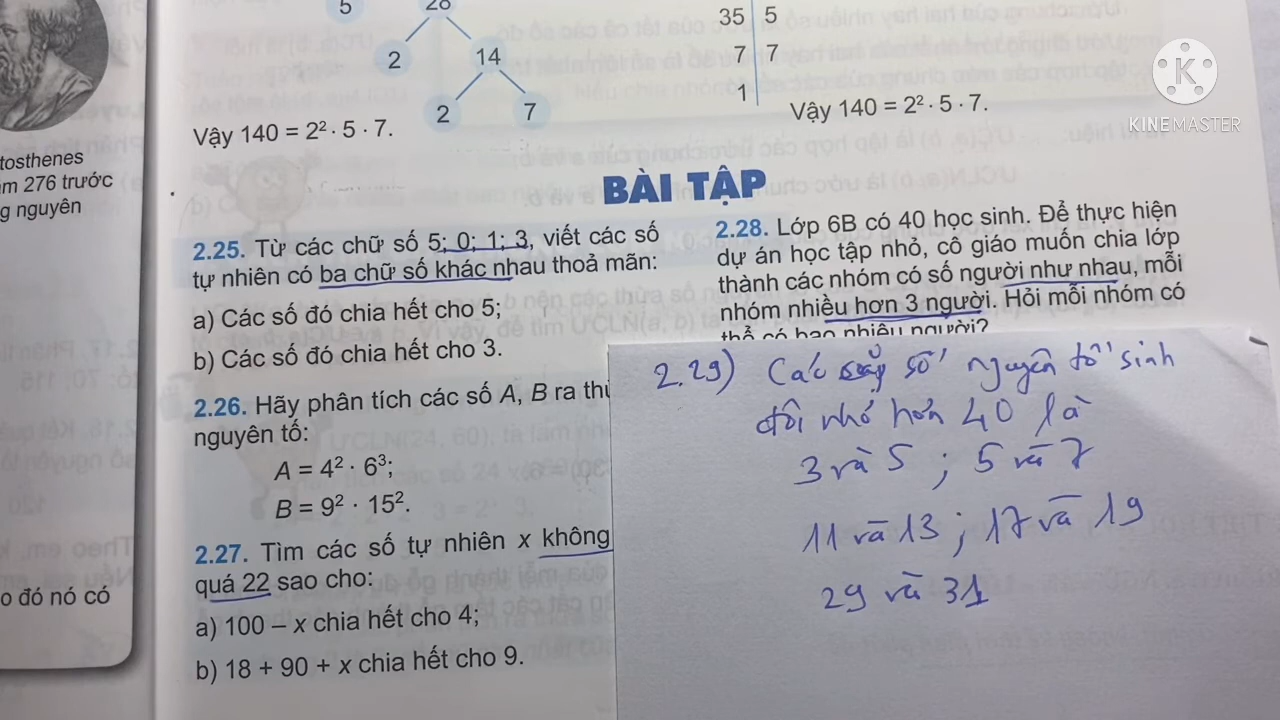 5
28
2
14
2
7
Vậy 140 = 2² · 5 · 7.
35 | 5
7 | 7
1
Vậy 140 = 2² · 5 · 7.
K
KINEMASTER
tosthenes
m 276 trước
g nguyên
o đó nó có
BÀI TẬP
2.25. Từ các chữ số 5; 0; 1; 3, viết các số
tự nhiên có ba chữ số khác nhau thoả mãn:
a) Các số đó chia hết cho 5;
b) Các số đó chia hết cho 3.
2.26. Hãy phân tích các số A, B ra thừ
nguyên tố:
A = 4² · 6³;
B = 9² · 15².
2.27. Tìm các số tự nhiên x không
quá 22 sao cho:
a) 100 – x chia hết cho 4;
b) 18 + 90 + x chia hết cho 9.
2.28. Lớp 6B có 40 học sinh. Để thực hiện
dự án học tập nhỏ, cô giáo muốn chia lớp
thành các nhóm có số người như nhau, mỗi
nhóm nhiều hơn 3 người. Hỏi mỗi nhóm có
thể có bao nhiêu người?
2.29) Các số nguyên tố sinh
đôi nhỏ hơn 40 là
3 và 5 ; 5 và 7
11 và 13 ; 17 và 19
29 và 31